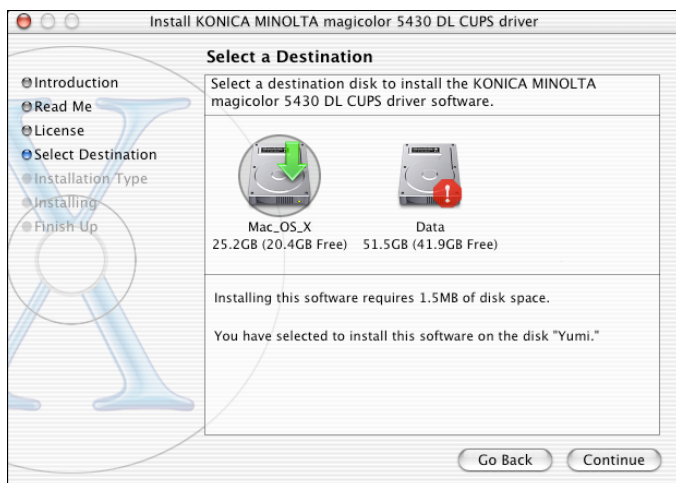 Install KONICA MINOLTA magicolor 5430 DL CUPS driver
Select a Destination
Introduction
Read Me
License
Select Destination
Installation Type
Installing
Finish Up
Select a destination disk to install the KONICA MINOLTA
magicolor 5430 DL CUPS driver software.
Mac_OS_X
25.2GB (20.4GB Free)
Data
51.5GB (41.9GB Free)
Installing this software requires 1.5MB of disk space.
You have selected to install this software on the disk "Yumi."
Go Back
Continue